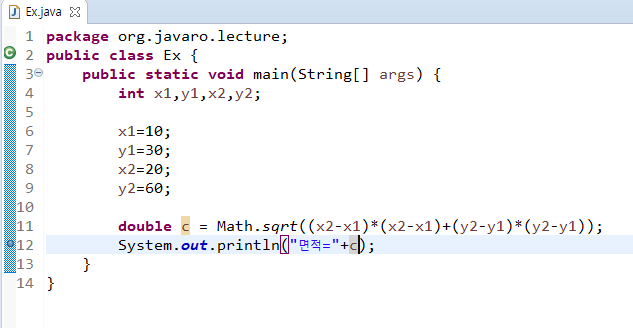 Ex.java
1 package org.javaro.lecture;
2 public class Ex {
3     public static void main(String[] args) {
4         int x1,y1,x2,y2;
5
6         x1=10;
7         y1=30;
8         x2=20;
9         y2=60;
10
11         double c = Math.sqrt((x2-x1)*(x2-x1)+(y2-y1)*(y2-y1));
12         System.out.println("면적="+c);
13     }
14 }